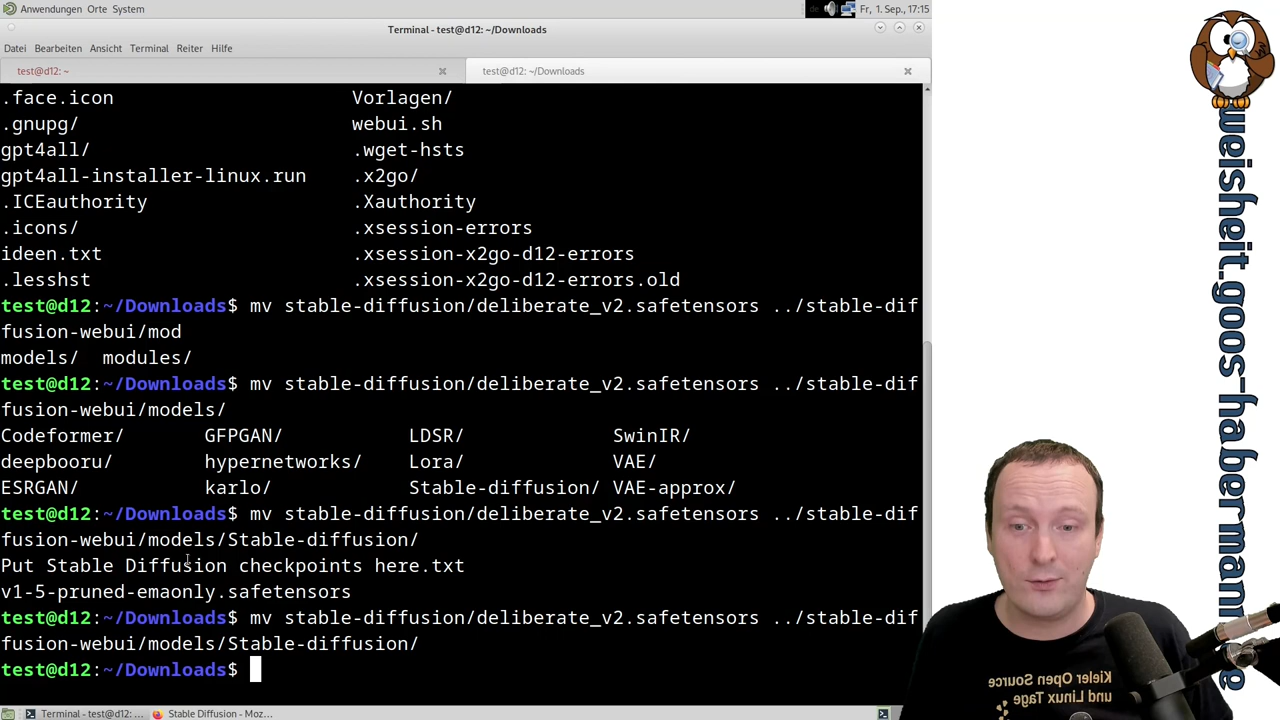 Anwendungen Orte System
de
Fr, 1. Sep., 17:15
Terminal - test@d12: ~/Downloads
Datei Bearbeiten Ansicht Terminal Reiter Hilfe
test@d12: ~
test@d12: ~/Downloads
.face.icon Vorlagen/
.gnupg/ webui.sh
gpt4all/ .wget-hsts
gpt4all-installer-linux.run .x2go/
.ICEauthority .Xauthority
.icons/ .xsession-errors
ideen.txt .xsession-x2go-d12-errors
.lesshst .xsession-x2go-d12-errors.old
test@d12:~/Downloads$ mv stable-diffusion/deliberate_v2.safetensors ../stable-dif
fusion-webui/mod
models/ modules/
test@d12:~/Downloads$ mv stable-diffusion/deliberate_v2.safetensors ../stable-dif
fusion-webui/models/
Codeformer/ GFPGAN/ LDSR/ SwinIR/
deepbooru/ hypernetworks/ Lora/ VAE/
ESRGAN/ karlo/ Stable-diffusion/ VAE-approx/
test@d12:~/Downloads$ mv stable-diffusion/deliberate_v2.safetensors ../stable-dif
fusion-webui/models/Stable-diffusion/
Put Stable Diffusion checkpoints here.txt
v1-5-pruned-emaonly.safetensors
test@d12:~/Downloads$ mv stable-diffusion/deliberate_v2.safetensors ../stable-dif
fusion-webui/models/Stable-diffusion/
test@d12:~/Downloads$
Terminal - test@d12: ...
Stable Diffusion - Moz...
Kieler Open Source
und Linux Tage